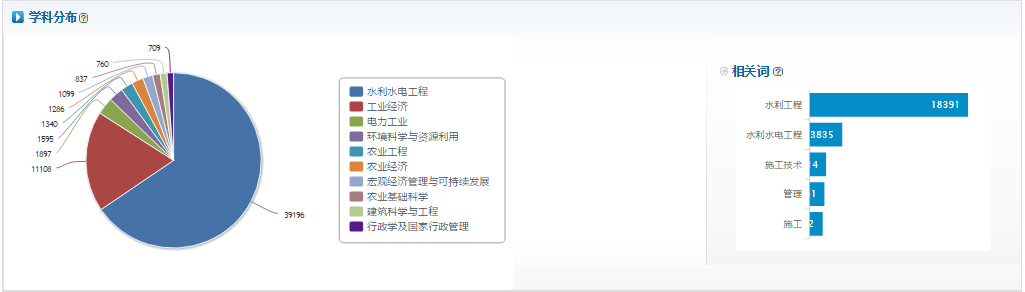 学科分布
709
760
837
1099
1286
1340
1595
1897
11108
39196
水利水电工程
工业经济
电力工业
环境科学与资源利用
农业工程
农业经济
宏观经济管理与可持续发展
农业基础科学
建筑科学与工程
行政学及国家行政管理
相关词
水利工程 18391
水利水电工程 3835
施工技术
管理
施工